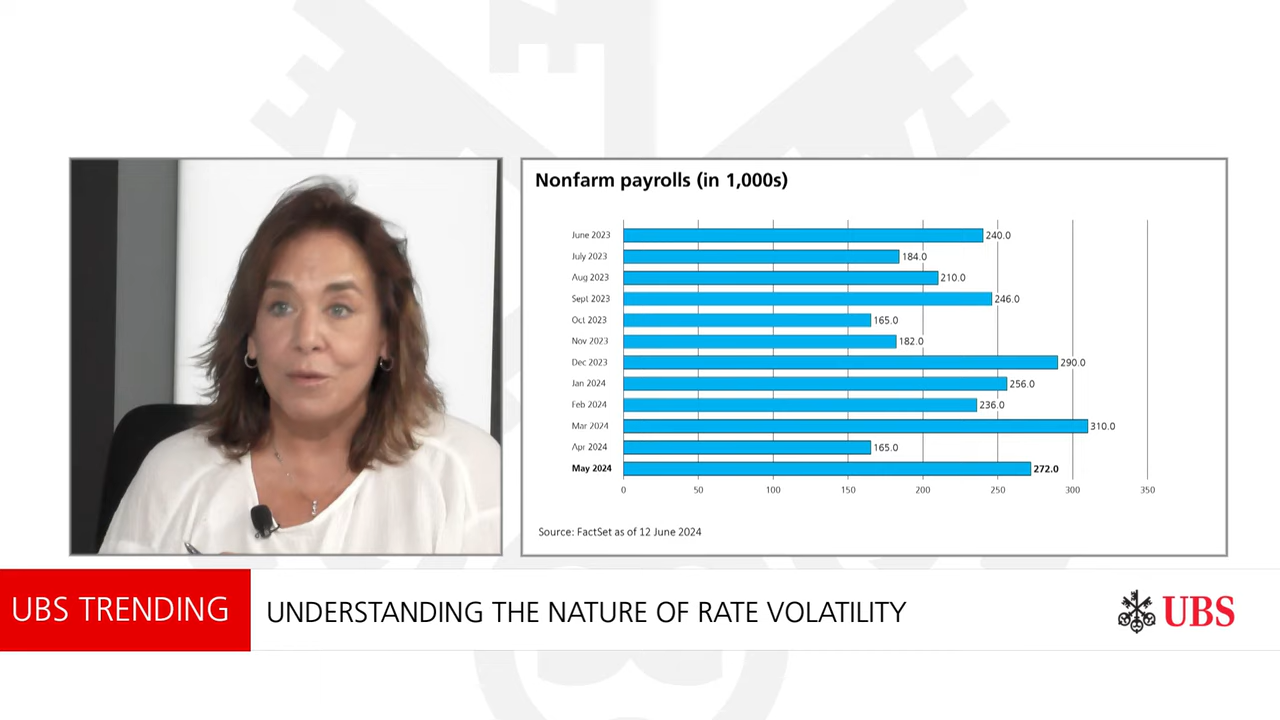 Nonfarm payrolls (in 1,000s)
June 2023 240.0
July 2023 184.0
Aug 2023 210.0
Sept 2023 246.0
Oct 2023 165.0
Nov 2023 182.0
Dec 2023 290.0
Jan 2024 256.0
Feb 2024 236.0
Mar 2024 310.0
Apr 2024 165.0
May 2024 272.0
0 50 100 150 200 250 300 350
Source: FactSet as of 12 June 2024
UBS TRENDING
UNDERSTANDING THE NATURE OF RATE VOLATILITY
UBS